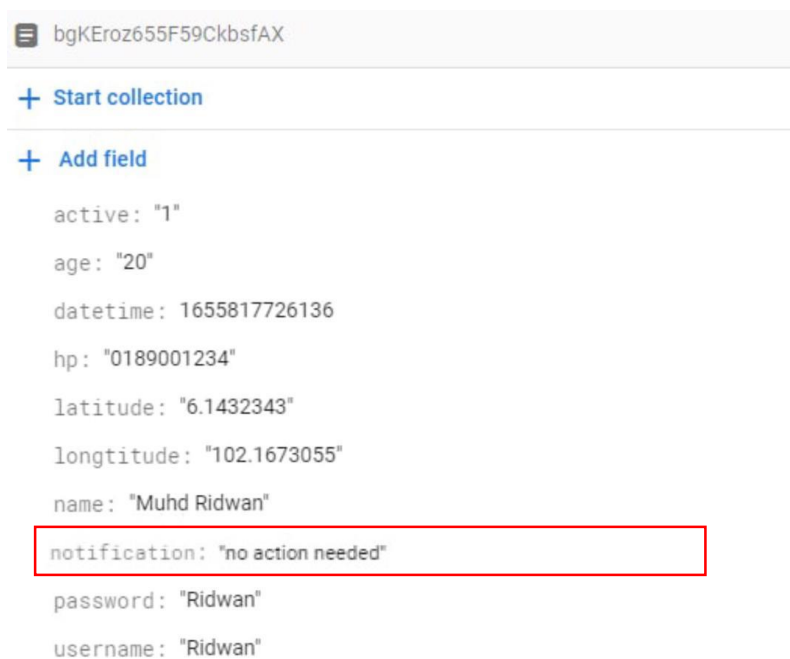 bgKEroz655F59CkbsfAX
+ Start collection
+ Add field
active: "1"
age: "20"
datetime: 1655817726136
hp: "0189001234"
latitude: "6.1432343"
longtitude: "102.1673055"
name: "Muhd Ridwan"
notification: "no action needed"
password: "Ridwan"
username: "Ridwan"